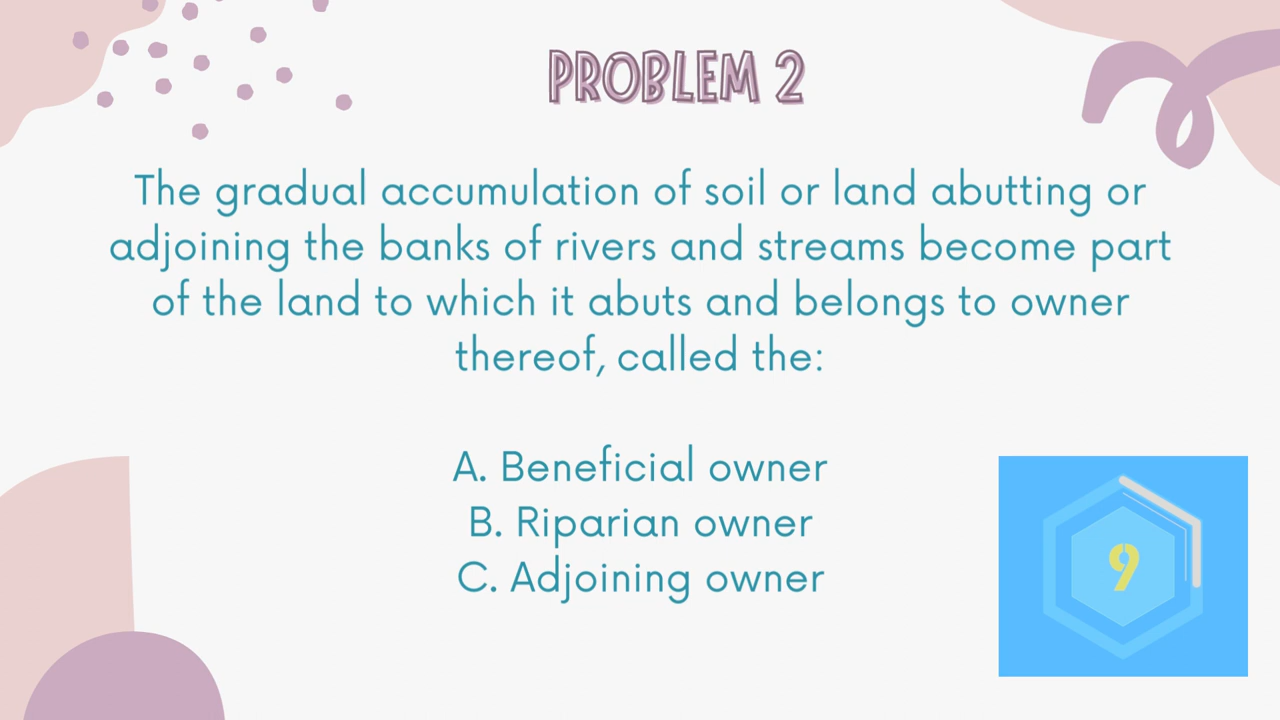 PROBLEM 2
The gradual accumulation of soil or land abutting or
adjoining the banks of rivers and streams become part
of the land to which it abuts and belongs to owner
thereof, called the:
A. Beneficial owner
B. Riparian owner
C. Adjoining owner
9